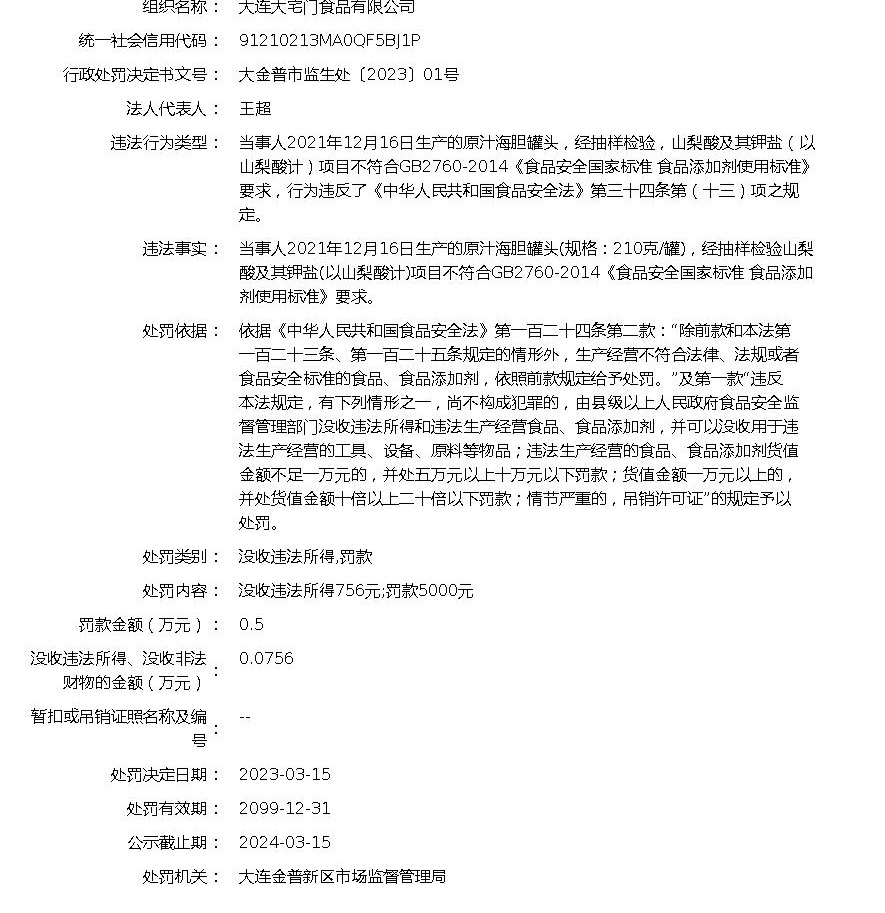 组织名称： 大连大宅门食品有限公司
统一社会信用代码： 91210213MA0QF5BJ1P
行政处罚决定书文号： 大金普市监生处〔2023〕01号
法人代表人： 王超
违法行为类型： 当事人2021年12月16日生产的原汁海胆罐头，经抽样检验，山梨酸及其钾盐（以
山梨酸计）项目不符合GB2760-2014《食品安全国家标准 食品添加剂使用标准》
要求，行为违反了《中华人民共和国食品安全法》第三十四条第（十三）项之规
定。
违法事实： 当事人2021年12月16日生产的原汁海胆罐头(规格：210克/罐)，经抽样检验山梨
酸及其钾盐(以山梨酸计)项目不符合GB2760-2014《食品安全国家标准 食品添加
剂使用标准》要求。
处罚依据： 依据《中华人民共和国食品安全法》第一百二十四条第二款：“除前款和本法第
一百二十三条、第一百二十五条规定的情形外，生产经营不符合法律、法规或者
食品安全标准的食品、食品添加剂，依照前款规定给予处罚。”及第一款“违反
本法规定，有下列情形之一，尚不构成犯罪的，由县级以上人民政府食品安全监
督管理部门没收违法所得和违法生产经营食品、食品添加剂，并可以没收用于违
法生产经营的工具、设备、原料等物品；违法生产经营的食品、食品添加剂货值
金额不足一万元的，并处五万元以上十万元以下罚款；货值金额一万元以上的，
并处货值金额十倍以上二十倍以下罚款；情节严重的，吊销许可证”的规定予以
处罚。
处罚类别： 没收违法所得,罚款
处罚内容： 没收违法所得756元;罚款5000元
罚款金额（万元）： 0.5
没收违法所得、没收非法
财物的金额（万元）： 0.0756
暂扣或吊销证照名称及编
号： --
处罚决定日期： 2023-03-15
处罚有效期： 2099-12-31
公示截止期： 2024-03-15
处罚机关： 大连金普新区市场监督管理局